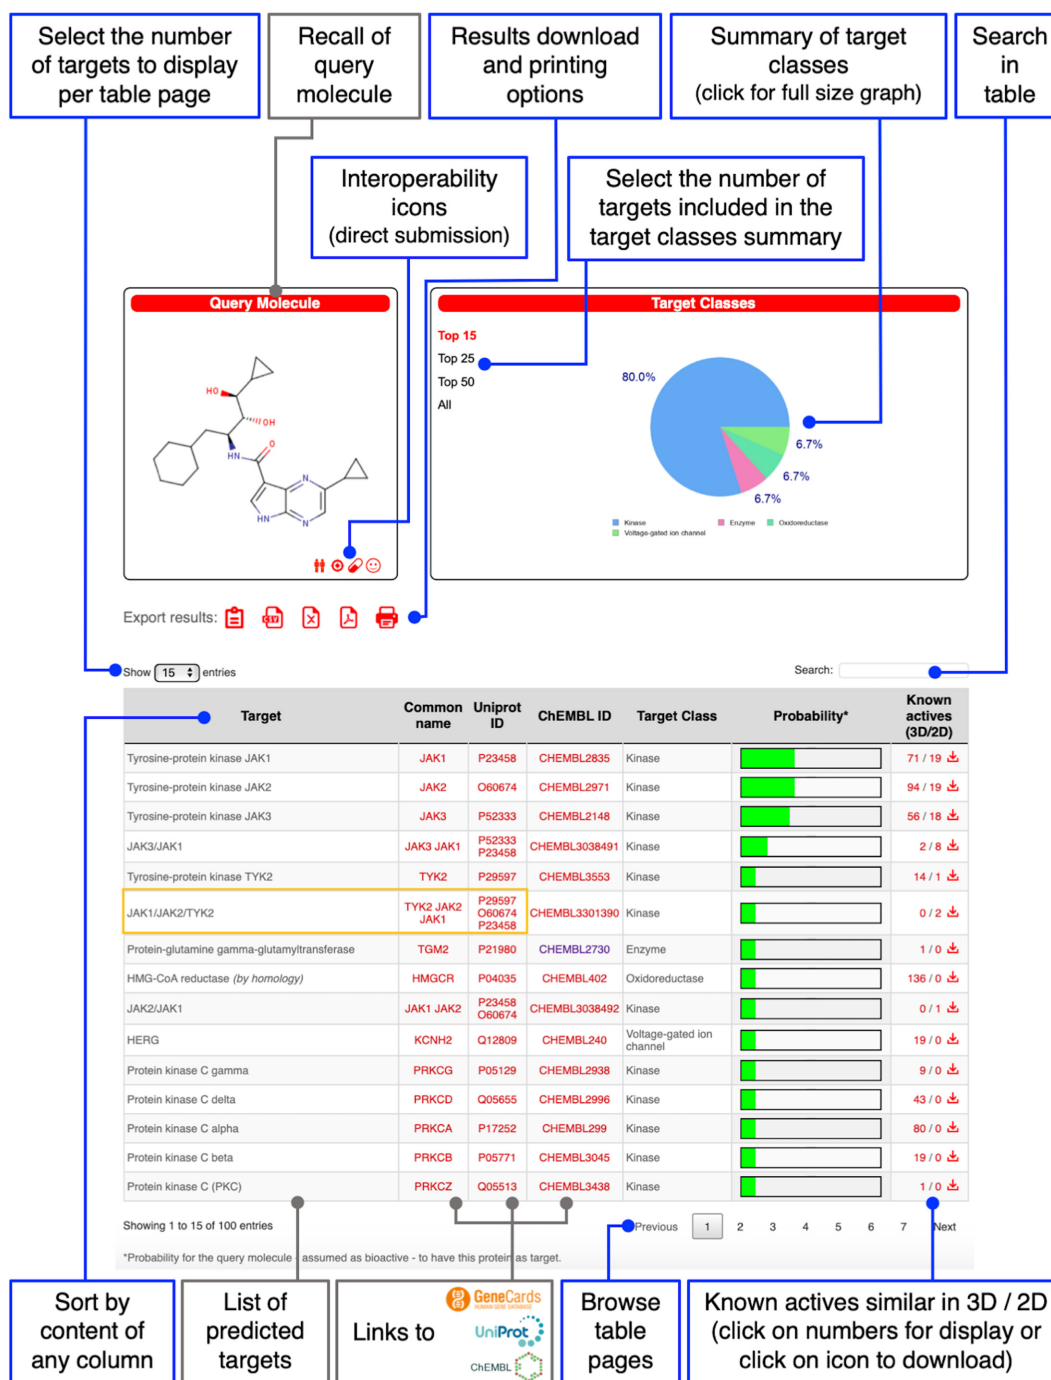 Select the number
of targets to display
per table page
Recall of
query
molecule
Results download
and printing
options
Summary of target
classes
(click for full size graph)
Search
in
table
Interoperability
icons
(direct submission)
Select the number of
targets included in the
target classes summary
Query Molecule
HO
OH
HN
O
N
N
HN
Target Classes
Top 15
Top 25
Top 50
All
80.0%
6.7%
6.7%
6.7%
Kinase
Enzyme
Oxidoreductase
Voltage-gated ion channel
Export results:
CSV
Show 15 entries
Search:
Target Common name Uniprot ID ChEMBL ID Target Class Probability* Known actives (3D/2D)
Tyrosine-protein kinase JAK1 JAK1 P23458 CHEMBL2835 Kinase 71 / 19
Tyrosine-protein kinase JAK2 JAK2 O60674 CHEMBL2971 Kinase 94 / 19
Tyrosine-protein kinase JAK3 JAK3 P52333 CHEMBL2148 Kinase 56 / 18
JAK3/JAK1 JAK3 JAK1 P52333 P23458 CHEMBL3038491 Kinase 2 / 8
Tyrosine-protein kinase TYK2 TYK2 P29597 CHEMBL3553 Kinase 14 / 1
JAK1/JAK2/TYK2 TYK2 JAK2 JAK1 P29597 O60674 P23458 CHEMBL3301390 Kinase 0 / 2
Protein-glutamine gamma-glutamyltransferase TGM2 P21980 CHEMBL2730 Enzyme 1 / 0
HMG-CoA reductase (by homology) HMGCR P04035 CHEMBL402 Oxidoreductase 136 / 0
JAK2/JAK1 JAK1 JAK2 P23458 O60674 CHEMBL3038492 Kinase 0 / 1
HERG KCNH2 Q12809 CHEMBL240 Voltage-gated ion channel 19 / 0
Protein kinase C gamma PRKCG P05129 CHEMBL2938 Kinase 9 / 0
Protein kinase C delta PRKCD Q05655 CHEMBL2996 Kinase 43 / 0
Protein kinase C alpha PRKCA P17252 CHEMBL299 Kinase 80 / 0
Protein kinase C beta PRKCB P05771 CHEMBL3045 Kinase 19 / 0
Protein kinase C (PKC) PRKCZ Q05513 CHEMBL3438 Kinase 1 / 0
Showing 1 to 15 of 100 entries
Previous 1 2 3 4 5 6 7 Next
*Probability for the query molecule - assumed as bioactive - to have this protein as target.
Sort by
content of
any column
List of
predicted
targets
Links to
GeneCards
HUMAN GENE DATABASE
UniProt
ChEMBL
Browse
table
pages
Known actives similar in 3D / 2D
(click on numbers for display or
click on icon to download)